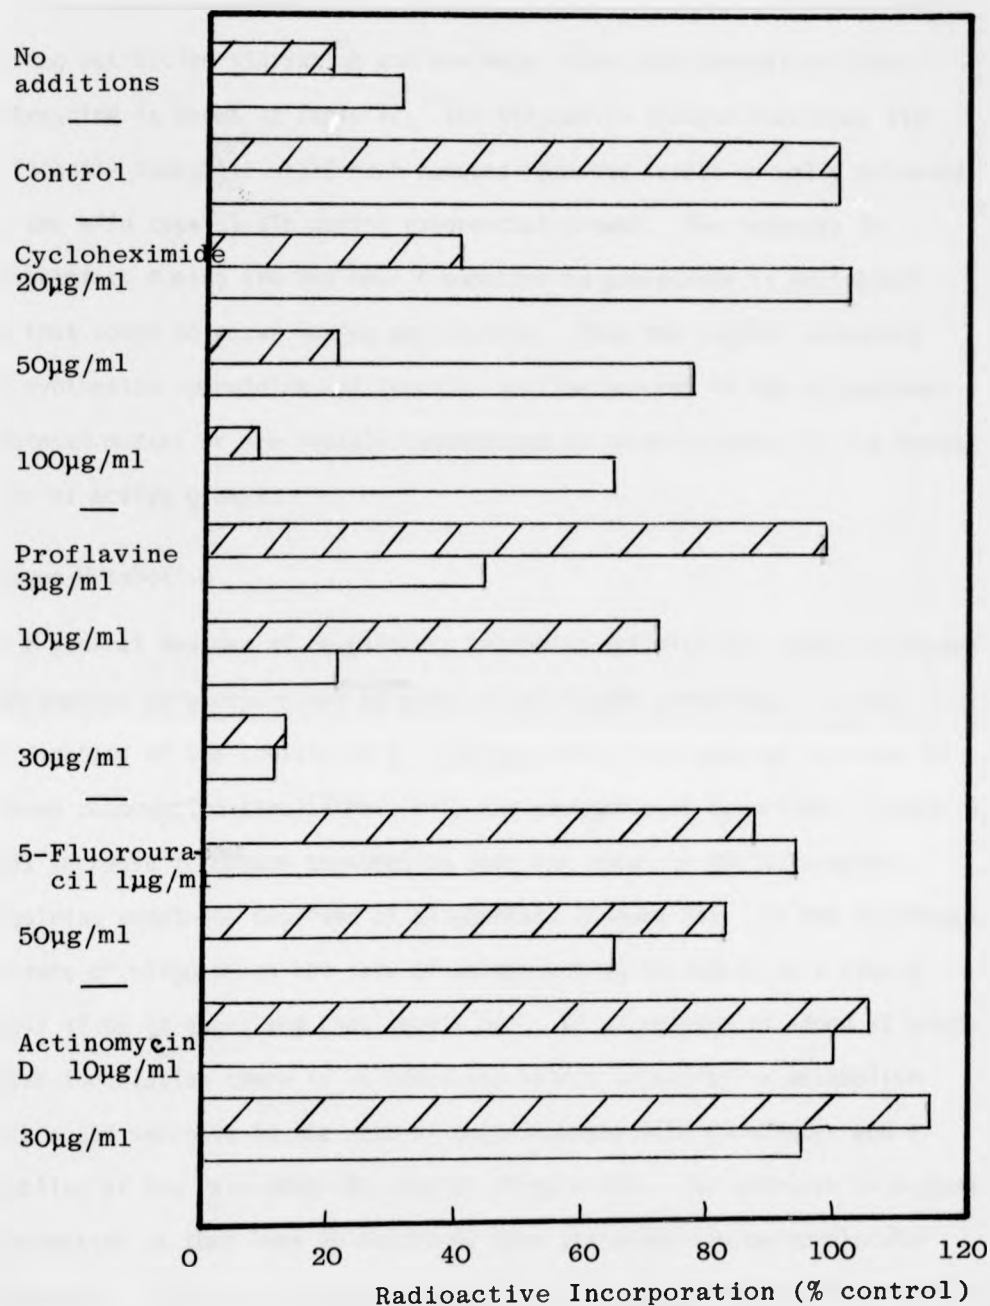 No
additions
Control
Cycloheximide
20µg/ml
50µg/ml
100µg/ml
Proflavine
3µg/ml
10µg/ml
30µg/ml
5-Fluoroura-
cil 1µg/ml
50µg/ml
Actinomycin
D 10µg/ml
30µg/ml
0 20 40 60 80 100 120
Radioactive Incorporation (% control)